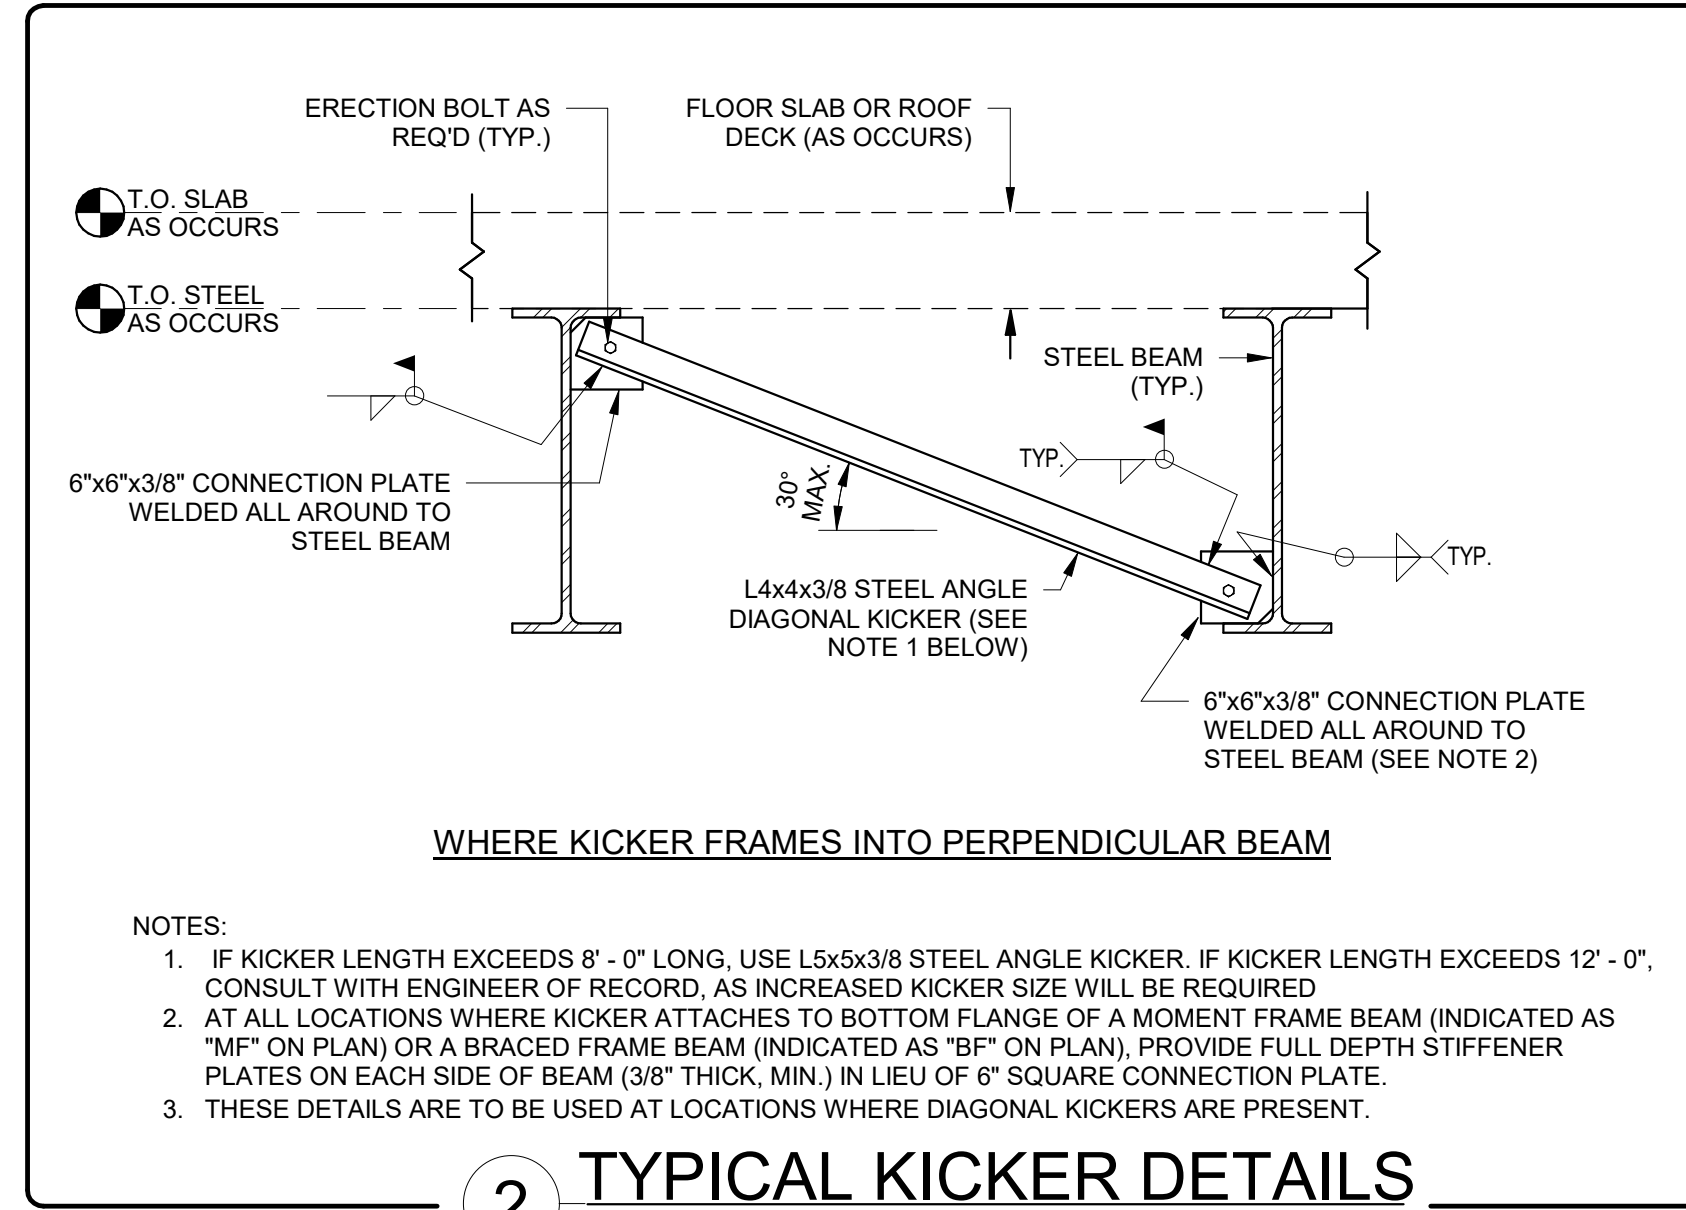 ERECTION BOLT AS
REQ'D (TYP.)
FLOOR SLAB OR ROOF
DECK (AS OCCURS)
T.O. SLAB
AS OCCURS
T.O. STEEL
AS OCCURS
STEEL BEAM
(TYP.)
TYP.
6"x6"x3/8" CONNECTION PLATE
WELDED ALL AROUND TO
STEEL BEAM
30°
MAX.
TYP.
L4x4x3/8 STEEL ANGLE
DIAGONAL KICKER (SEE
NOTE 1 BELOW)
6"x6"x3/8" CONNECTION PLATE
WELDED ALL AROUND TO
STEEL BEAM (SEE NOTE 2)
WHERE KICKER FRAMES INTO PERPENDICULAR BEAM
NOTES:
1. IF KICKER LENGTH EXCEEDS 8' - 0" LONG, USE L5x5x3/8 STEEL ANGLE KICKER. IF KICKER LENGTH EXCEEDS 12' - 0",
CONSULT WITH ENGINEER OF RECORD, AS INCREASED KICKER SIZE WILL BE REQUIRED
2. AT ALL LOCATIONS WHERE KICKER ATTACHES TO BOTTOM FLANGE OF A MOMENT FRAME BEAM (INDICATED AS
"MF" ON PLAN) OR A BRACED FRAME BEAM (INDICATED AS "BF" ON PLAN), PROVIDE FULL DEPTH STIFFENER
PLATES ON EACH SIDE OF BEAM (3/8" THICK, MIN.) IN LIEU OF 6" SQUARE CONNECTION PLATE.
3. THESE DETAILS ARE TO BE USED AT LOCATIONS WHERE DIAGONAL KICKERS ARE PRESENT.
2 TYPICAL KICKER DETAILS